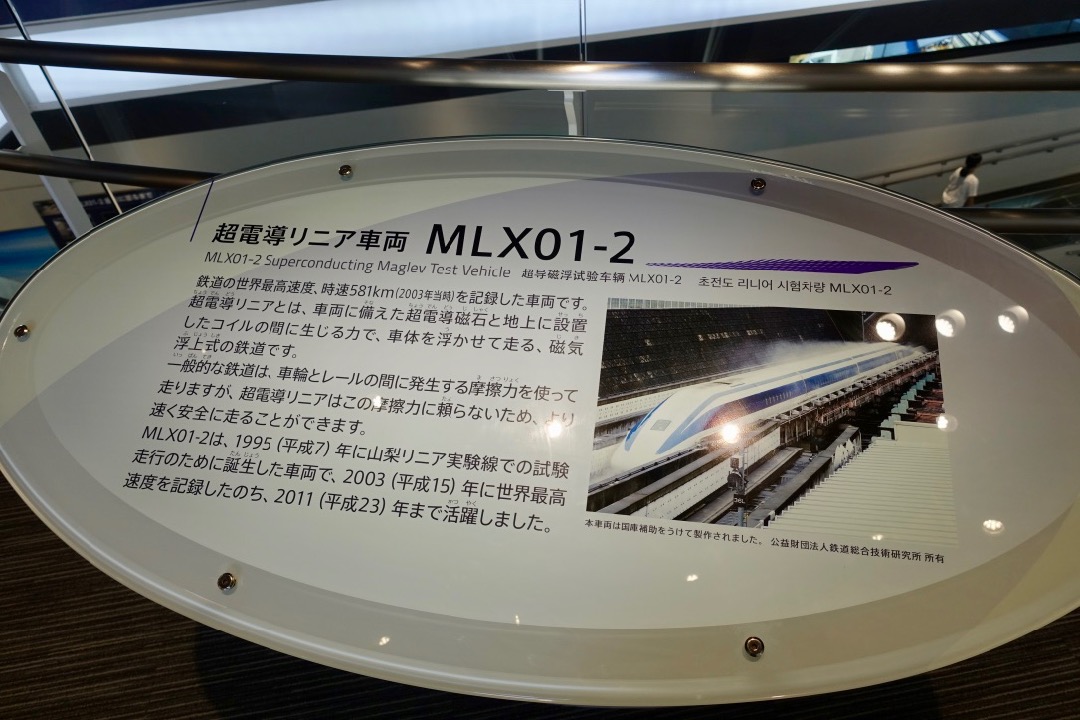 超電導リニア車両 MLX01-2
MLX01-2 Superconducting Maglev Test Vehicle 超导磁浮试验车辆 MLX01-2 초전도 리니어 시험차량 MLX01-2
鉄道の世界最高速度、時速581km(2003年当時)を記録した車両です。
超電導リニアとは、車両に備えた超電導磁石と地上に設置
したコイルの間に生じる力で、車体を浮かせて走る、磁気
浮上式の鉄道です。
一般的な鉄道は、車輪とレールの間に発生する摩擦力を使って
走りますが、超電導リニアはこの摩擦力に頼らないため、より
速く安全に走ることができます。
MLX01-2は、1995 (平成7) 年に山梨リニア実験線での試験
走行のために誕生した車両で、2003 (平成15) 年に世界最高
速度を記録したのち、2011 (平成23) 年まで活躍しました。
本車両は国庫補助をうけて製作されました。 公益財団法人鉄道総合技術研究所 所有